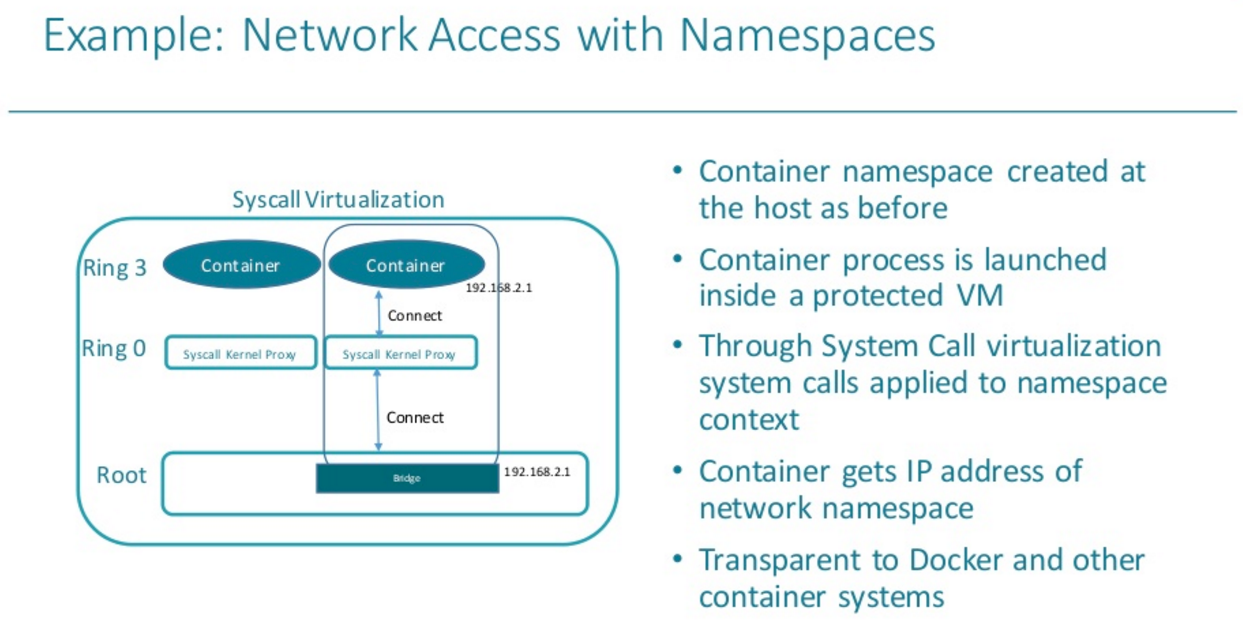 Example: Network Access with Namespaces
Syscall Virtualization
Ring 3
Container
Container
192.168.2.1
Connect
Ring 0
Syscall Kernel Proxy
Syscall Kernel Proxy
Connect
Root
Bridge
192.168.2.1
• Container namespace created at
the host as before
• Container process is launched
inside a protected VM
• Through System Call virtualization
system calls applied to namespace
context
• Container gets IP address of
network namespace
• Transparent to Docker and other
container systems